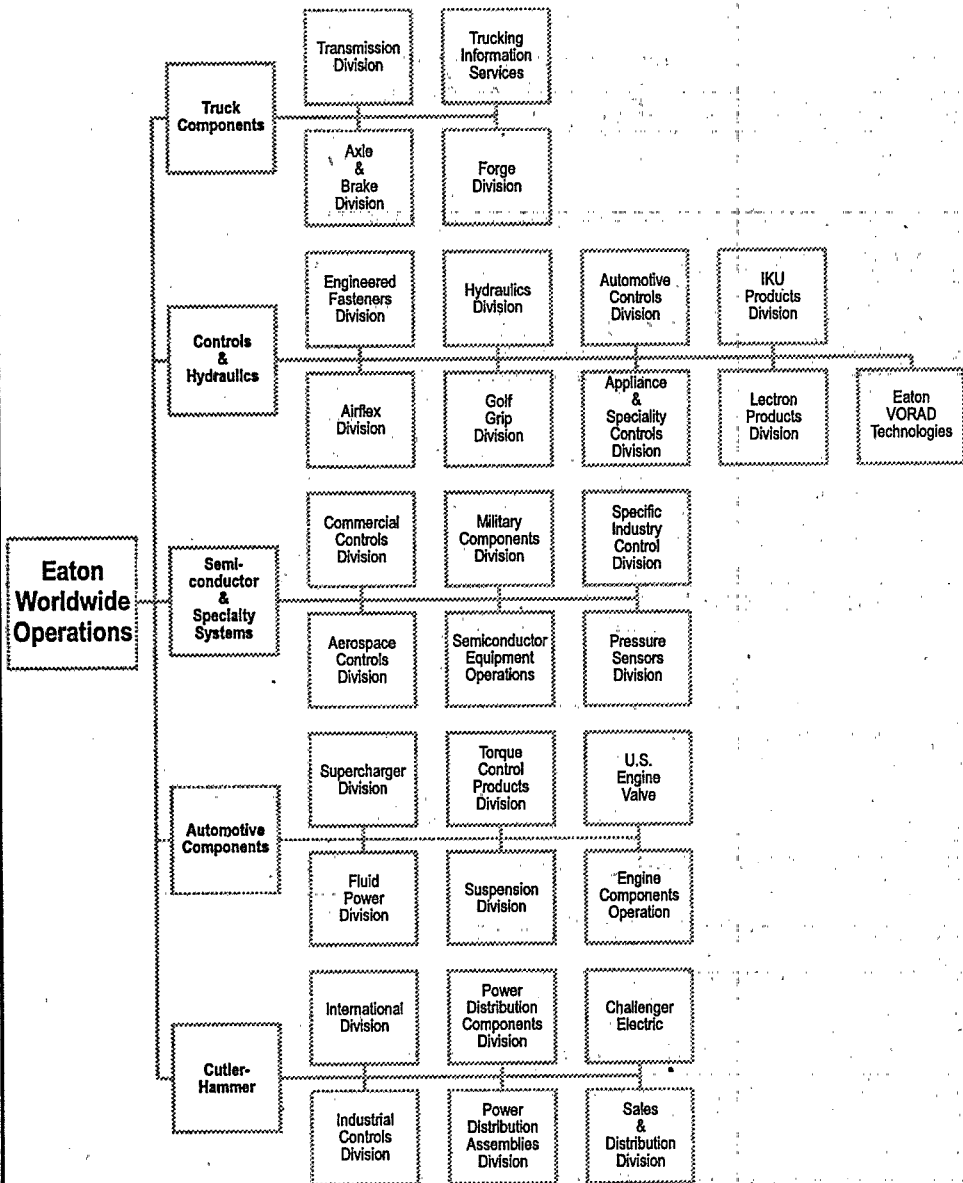 Eaton
Worldwide
Operations
Truck
Components
Transmission
Division
Trucking
Information
Services
Axle
&
Brake
Division
Forge
Division
Controls
&
Hydraulics
Engineered
Fasteners
Division
Hydraulics
Division
Automotive
Controls
Division
IKU
Products
Division
Airflex
Division
Golf
Grip
Division
Appliance
&
Speciality
Controls
Division
Lectron
Products
Division
Eaton
VORAD
Technologies
Semi-
conductor
&
Specialty
Systems
Commercial
Controls
Division
Military
Components
Division
Specific
Industry
Control
Division
Aerospace
Controls
Division
Semiconductor
Equipment
Operations
Pressure
Sensors
Division
Automotive
Components
Supercharger
Division
Torque
Control
Products
Division
U.S.
Engine
Valve
Fluid
Power
Division
Suspension
Division
Engine
Components
Operation
Cutler-
Hammer
International
Division
Power
Distribution
Components
Division
Challenger
Electric
Industrial
Controls
Division
Power
Distribution
Assemblies
Division
Sales
&
Distribution
Division